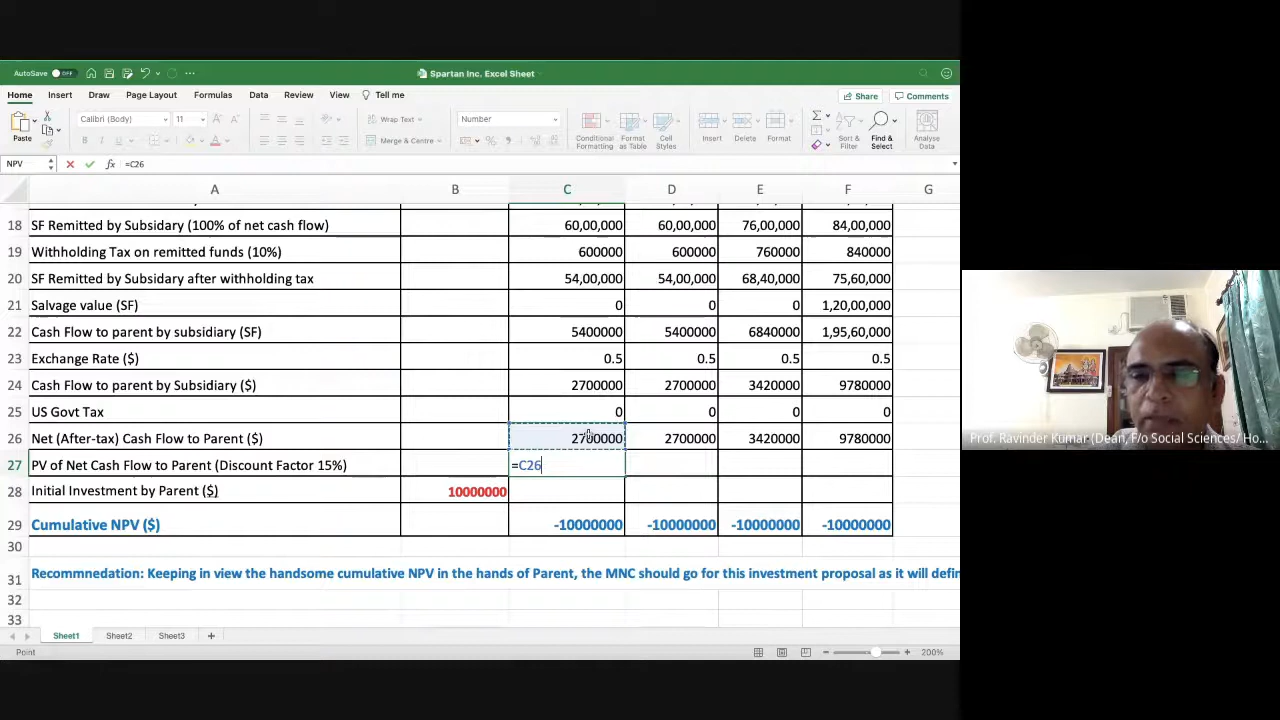 AutoSave OFF ... Spartan Inc. Excel Sheet
Home Insert Draw Page Layout Formulas Data Review View Tell me Share Comments
Paste Calibri (Body) 11 A A Wrap Text Number Conditional Formatting Format as Table Cell Styles Insert Delete Format Sort & Filter Find & Select Analyse Data
B I U A Merge & Centre % ,
NPV fx =C26
A B C D E F G
18 SF Remitted by Subsidary (100% of net cash flow) 60,00,000 60,00,000 76,00,000 84,00,000
19 Withholding Tax on remitted funds (10%) 600000 600000 760000 840000
20 SF Remitted by Subsidary after withholding tax 54,00,000 54,00,000 68,40,000 75,60,000
21 Salvage value (SF) 0 0 0 1,20,00,000
22 Cash Flow to parent by subsidiary (SF) 5400000 5400000 6840000 1,95,60,000
23 Exchange Rate ($) 0.5 0.5 0.5 0.5
24 Cash Flow to parent by Subsidiary ($) 2700000 2700000 3420000 9780000
25 US Govt Tax 0 0 0 0
26 Net (After-tax) Cash Flow to Parent ($) 2700000 2700000 3420000 9780000
27 PV of Net Cash Flow to Parent (Discount Factor 15%) =C26
28 Initial Investment by Parent ($) 10000000
29 Cumulative NPV ($) -10000000 -10000000 -10000000 -10000000
30
31 Recommnedation: Keeping in view the handsome cumulative NPV in the hands of Parent, the MNC should go for this investment proposal as it will defin
32
33
Sheet1 Sheet2 Sheet3 +
Point 200%
Prof. Ravinder Kumar (Dean, F/o Social Sciences/ Ho...